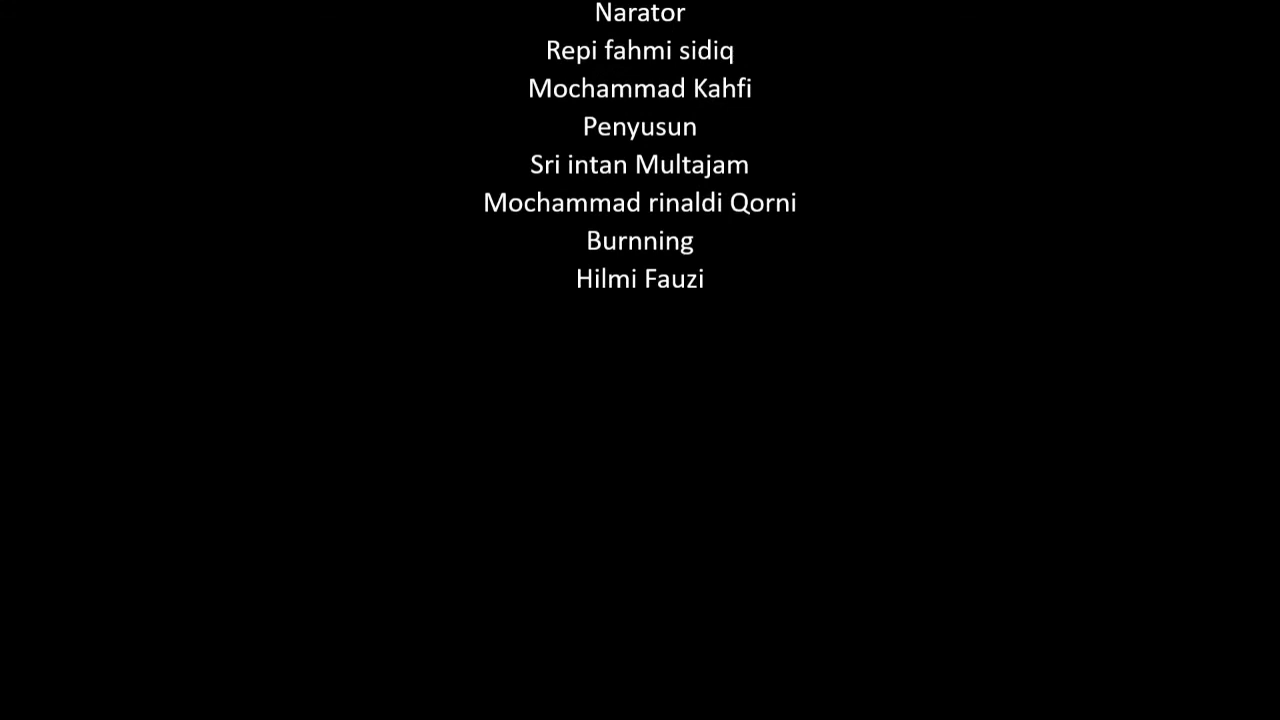 Narator
Repi fahmi sidiq
Mochammad Kahfi
Penyusun
Sri intan Multajam
Mochammad rinaldi Qorni
Burnning
Hilmi Fauzi